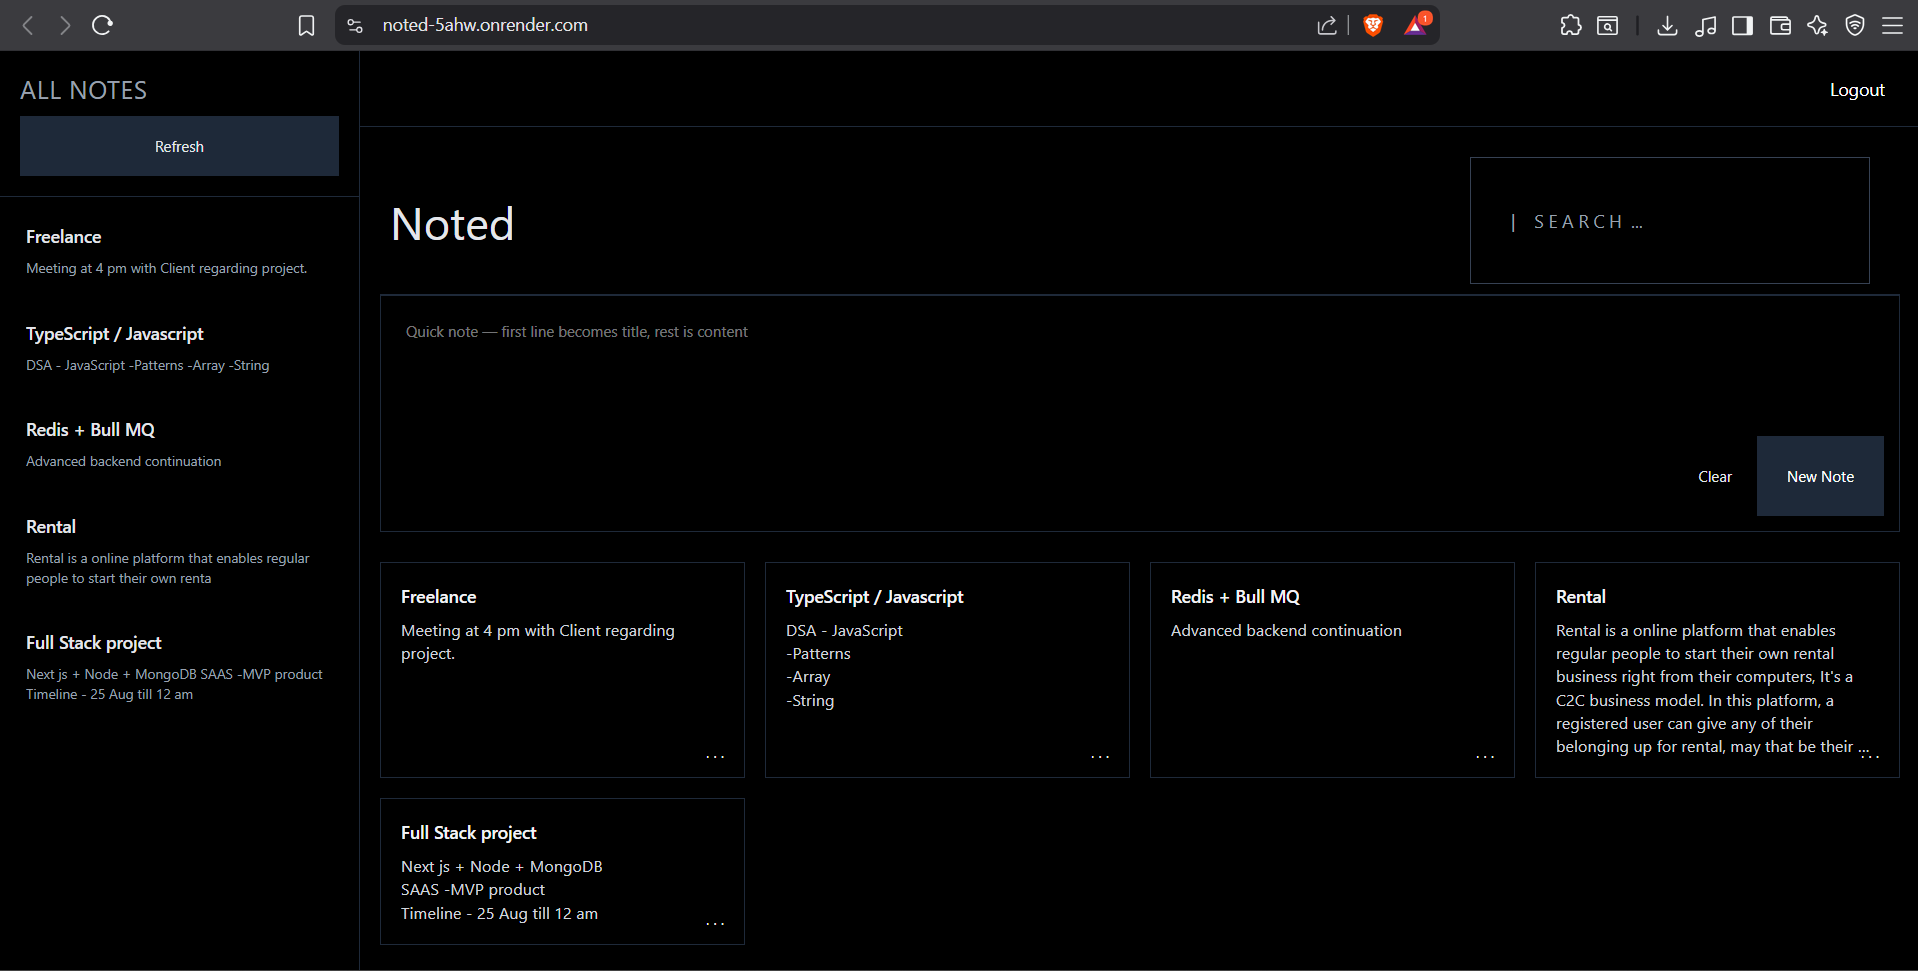 noted-5ahw.onrender.com
1
ALL NOTES
Refresh
Freelance
Meeting at 4 pm with Client regarding project.
TypeScript / Javascript
DSA - JavaScript -Patterns -Array -String
Redis + Bull MQ
Advanced backend continuation
Rental
Rental is a online platform that enables regular
people to start their own renta
Full Stack project
Next js + Node + MongoDB SAAS -MVP product
Timeline - 25 Aug till 12 am
Logout
Noted
| SEARCH ...
Quick note — first line becomes title, rest is content
Clear
New Note
Freelance
Meeting at 4 pm with Client regarding
project.
...
TypeScript / Javascript
DSA - JavaScript
-Patterns
-Array
-String
...
Redis + Bull MQ
Advanced backend continuation
...
Rental
Rental is a online platform that enables
regular people to start their own rental
business right from their computers, It's a
C2C business model. In this platform, a
registered user can give any of their
belonging up for rental, may that be their ...
...
Full Stack project
Next js + Node + MongoDB
SAAS -MVP product
Timeline - 25 Aug till 12 am
...